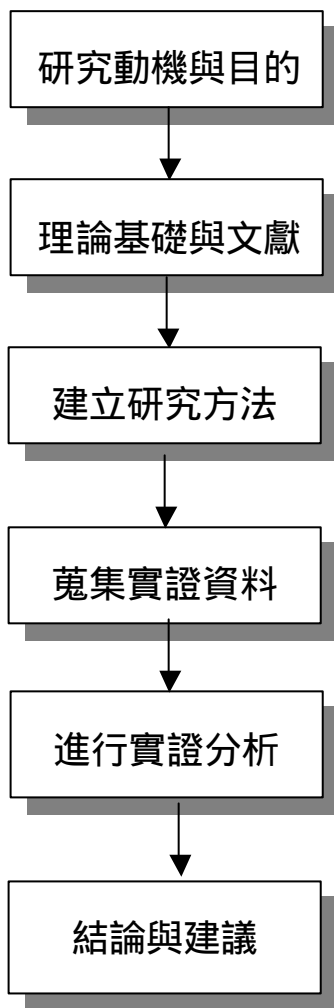 研究動機與目的
理論基礎與文獻
建立研究方法
蒐集實證資料
進行實證分析
結論與建議